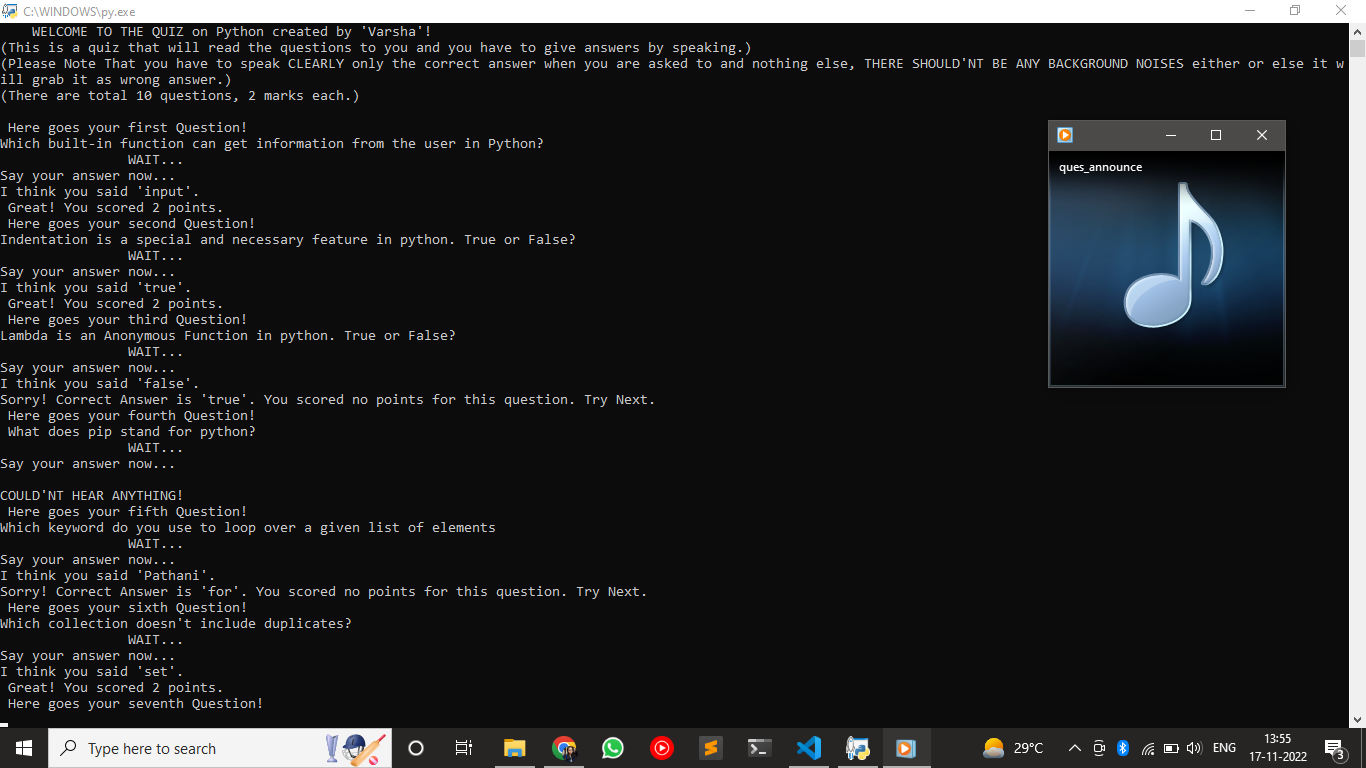 C:\WINDOWS\py.exe
WELCOME TO THE QUIZ on Python created by 'Varsha'!
(This is a quiz that will read the questions to you and you have to give answers by speaking.)
(Please Note That you have to speak CLEARLY only the correct answer when you are asked to and nothing else, THERE SHOULD'NT BE ANY BACKGROUND NOISES either or else it w
ill grab it as wrong answer.)
(There are total 10 questions, 2 marks each.)
Here goes your first Question!
Which built-in function can get information from the user in Python?
WAIT...
Say your answer now...
I think you said 'input'.
Great! You scored 2 points.
Here goes your second Question!
Indentation is a special and necessary feature in python. True or False?
WAIT...
Say your answer now...
I think you said 'true'.
Great! You scored 2 points.
Here goes your third Question!
Lambda is an Anonymous Function in python. True or False?
WAIT...
Say your answer now...
I think you said 'false'.
Sorry! Correct Answer is 'true'. You scored no points for this question. Try Next.
Here goes your fourth Question!
What does pip stand for python?
WAIT...
Say your answer now...
COULD'NT HEAR ANYTHING!
Here goes your fifth Question!
Which keyword do you use to loop over a given list of elements
WAIT...
Say your answer now...
I think you said 'Pathani'.
Sorry! Correct Answer is 'for'. You scored no points for this question. Try Next.
Here goes your sixth Question!
Which collection doesn't include duplicates?
WAIT...
Say your answer now...
I think you said 'set'.
Great! You scored 2 points.
Here goes your seventh Question!
ques_announce
Type here to search
29°C
ENG
13:55
17-11-2022
3